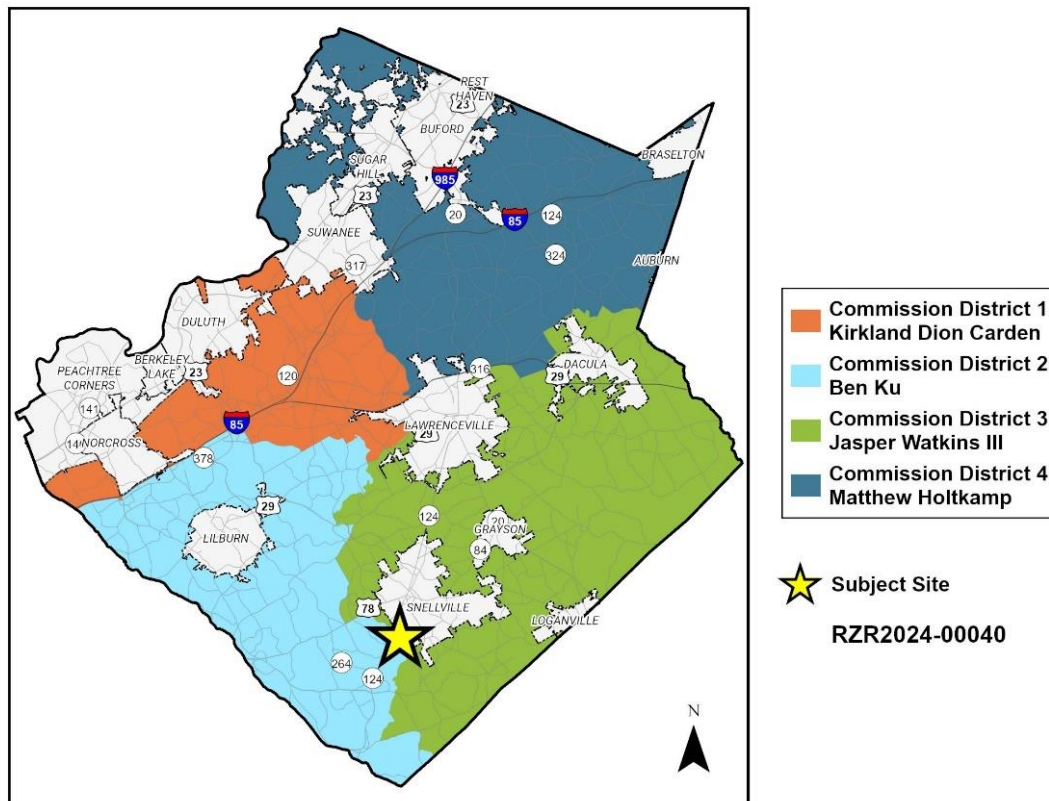 REST
HAVEN
23
BUFORD
BRASELTON
SUGAR
HILL
985
23
20
85
124
SUWANEE
324
317
AUBURN
DULUTH
BERKELEY
LAKE
23
PEACHTREE
CORNERS
120
316
29
DACULA
141
85
LAWRENCEVILLE
29
14
NORCROSS
378
29
124
20
GRAYSON
LILBURN
84
78
SNELLVILLE
LOGANVILLE
264
124
N
Commission District 1
Kirkland Dion Carden
Commission District 2
Ben Ku
Commission District 3
Jasper Watkins III
Commission District 4
Matthew Holtkamp
Subject Site
RZR2024-00040